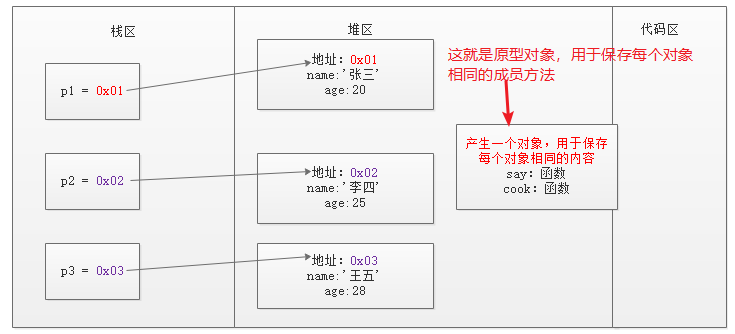 栈区
堆区
代码区
p1 = 0x01
地址：0x01
name:'张三'
age:20
这就是原型对象，用于保存每个对象
相同的成员方法
产生一个对象，用于保存
每个对象相同的内容
say：函数
cook：函数
p2 = 0x02
地址：0x02
name:'李四'
age:25
p3 = 0x03
地址：0x03
name:'王五'
age:28